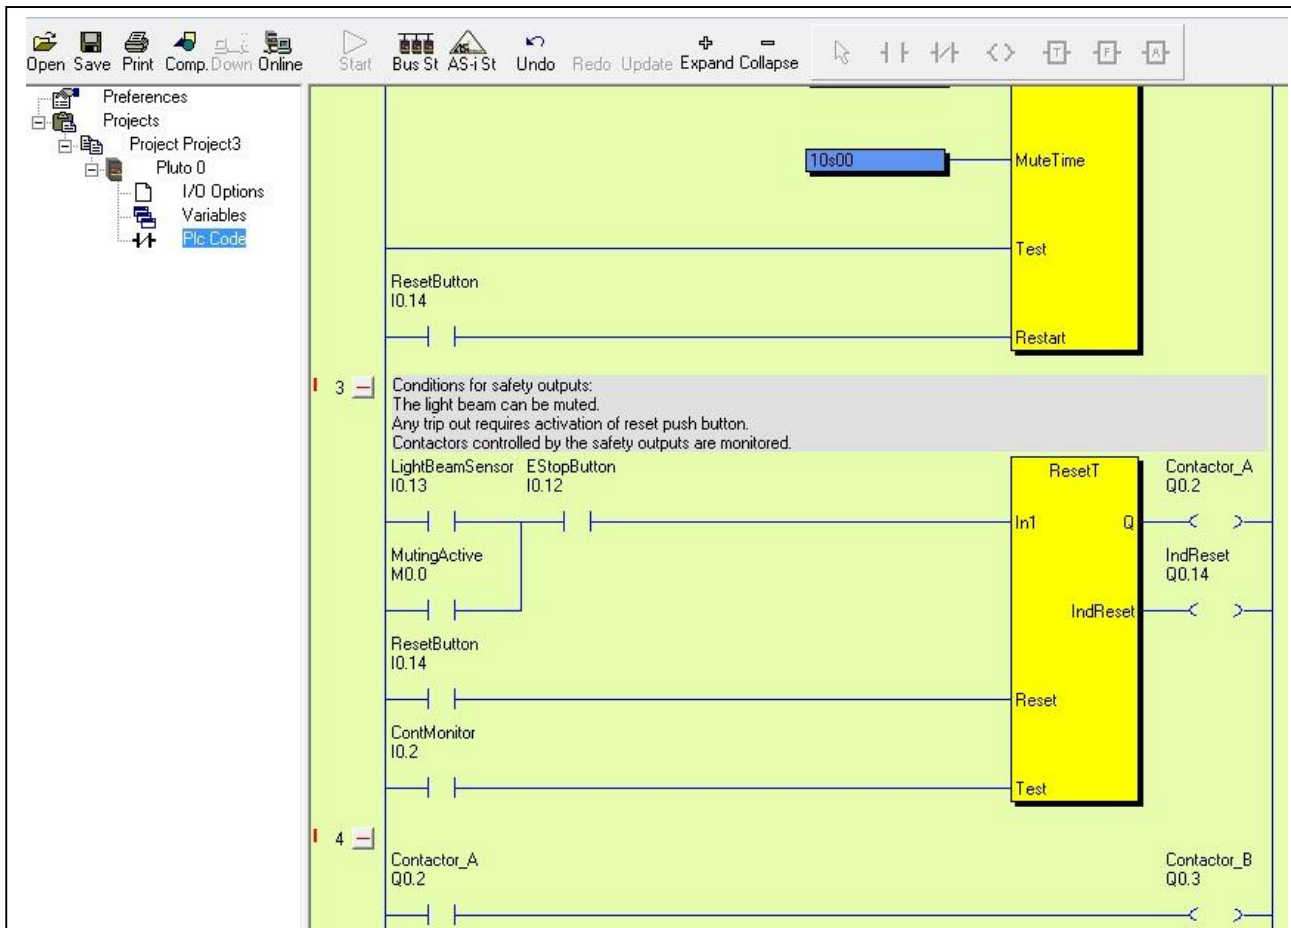 Open Save Print Comp. Down Online Start Bus St AS-i St Undo Redo Update Expand Collapse
T F A
Preferences
Projects
Project Project3
Pluto 0
I/O Options
Variables
Plc Code
10s00
MuteTime
Test
ResetButton
I0.14
Restart
3
Conditions for safety outputs:
The light beam can be muted.
Any trip out requires activation of reset push button.
Contactors controlled by the safety outputs are monitored.
LightBeamSensor EStopButton ResetT Contactor_A
I0.13 I0.12 Q0.2
In1 Q
MutingActive IndReset
M0.0 Q0.14
IndReset
ResetButton
I0.14
Reset
ContMonitor
I0.2
Test
4
Contactor_A Contactor_B
Q0.2 Q0.3